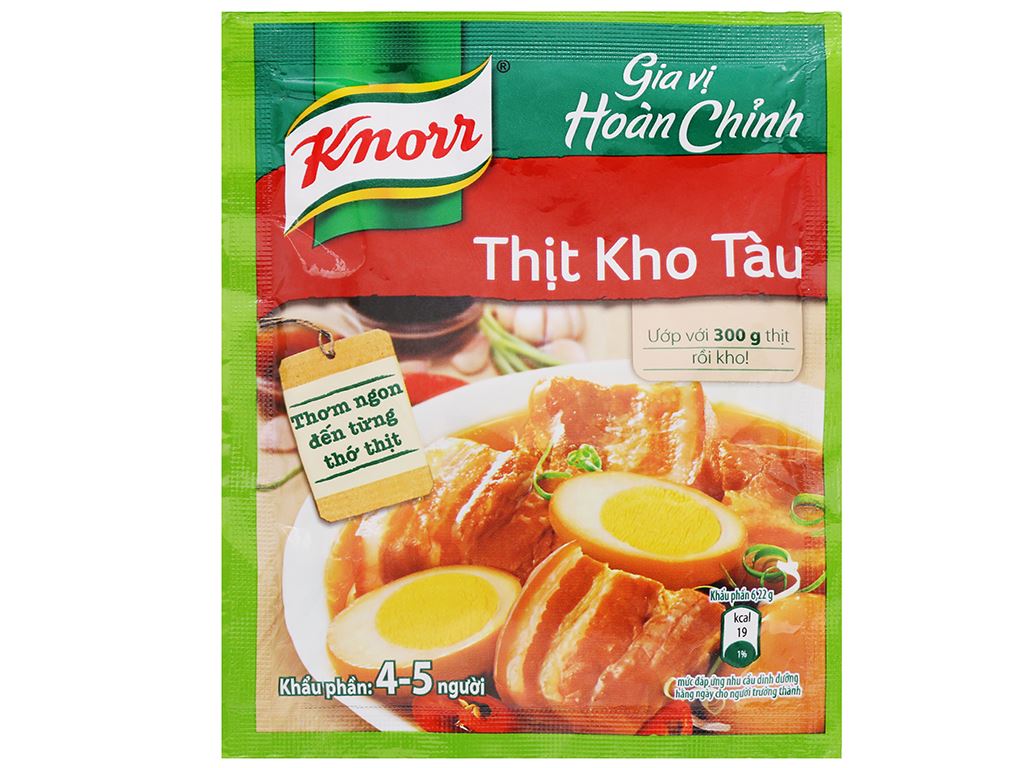 Knorr®
Gia vị
Hoàn Chỉnh
Thịt Kho Tàu
Ướp với 300 g thịt
rồi kho!
Thơm ngon
đến từng
thớ thịt
Khẩu phần 6,22 g
kcal
19
1%
mức đáp ứng nhu cầu dinh dưỡng
hằng ngày cho người trưởng thành
Khẩu phần: 4-5 người